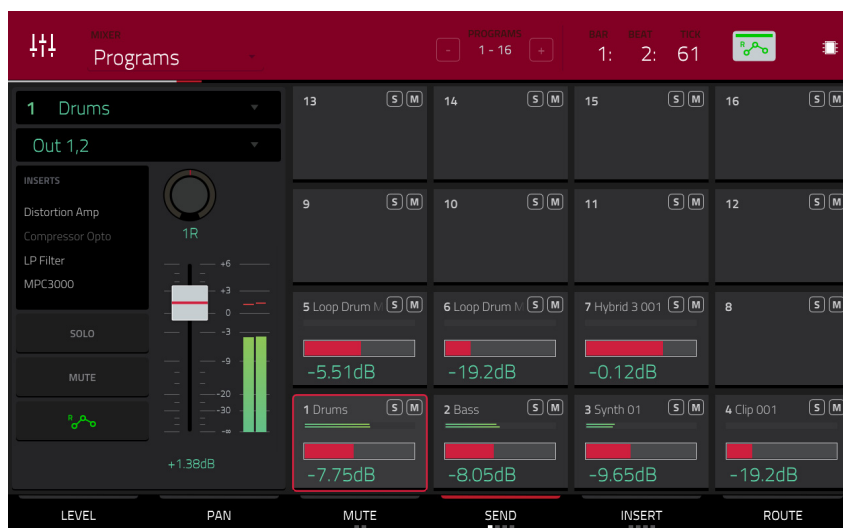 MIXER
Programs
PROGRAMS
- 1 - 16 +
BAR BEAT TICK
1: 2: 61
R
1 Drums
Out 1,2
INSERTS
Distortion Amp
Compressor Opto
LP Filter
MPC3000
SOLO
MUTE
R
1R
+6
+3
0
-3
-9
-20
-30
-∞
+1.38dB
13 S M
14 S M
15 S M
16 S M
9 S M
10 S M
11 S M
12 S M
5 Loop Drum M S M
-5.51dB
6 Loop Drum M S M
-19.2dB
7 Hybrid 3 001 S M
-0.12dB
8 S M
1 Drums S M
-7.75dB
2 Bass S M
-8.05dB
3 Synth 01 S M
-9.65dB
4 Clip 001 S M
-19.2dB
LEVEL PAN MUTE SEND INSERT ROUTE